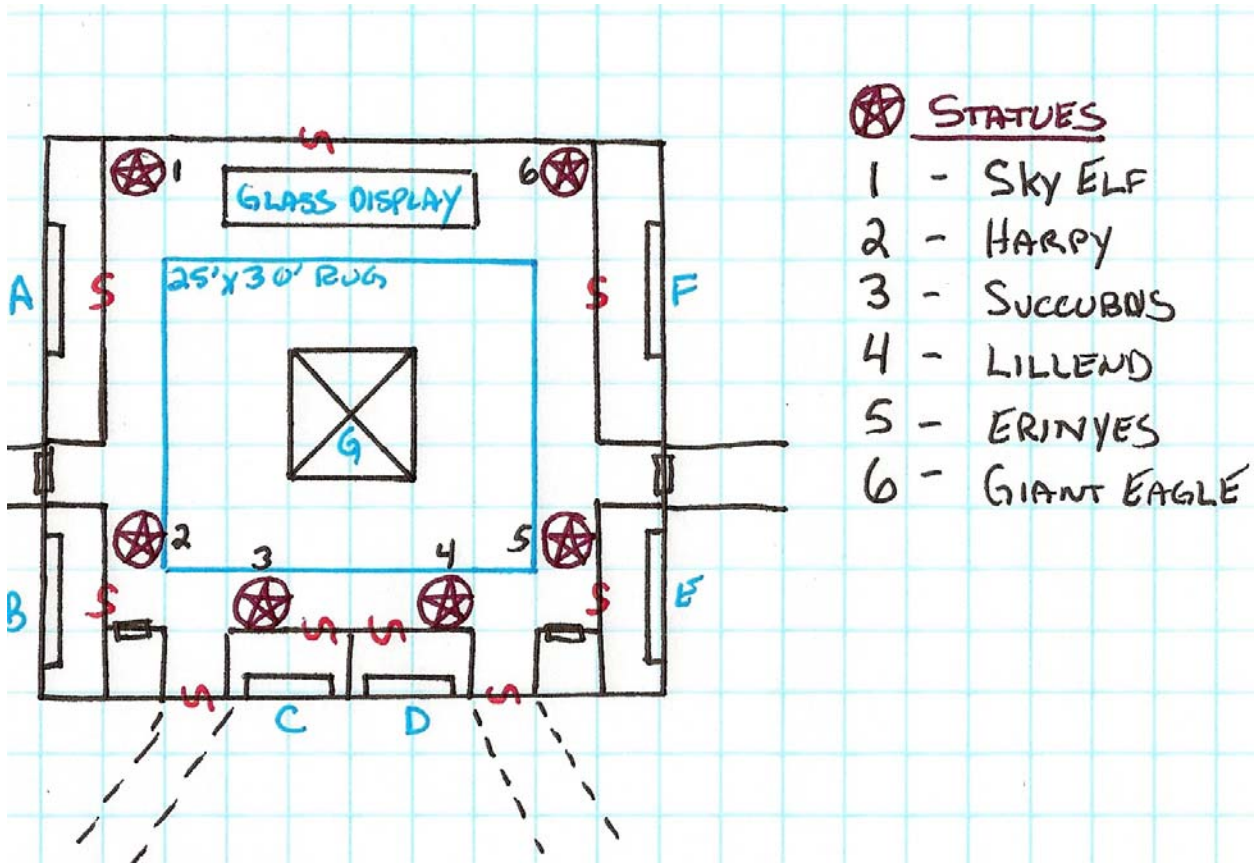 S
1
GLASS DISPLAY
6
A
S
25'X30' RUG
S
F
G
2
3
4
5
B
S
S S
S
E
S
C
D
S
STATUES
1 - SKY ELF
2 - HARPY
3 - SUCCUBUS
4 - LILLEND
5 - ERINYES
6 - GIANT EAGLE